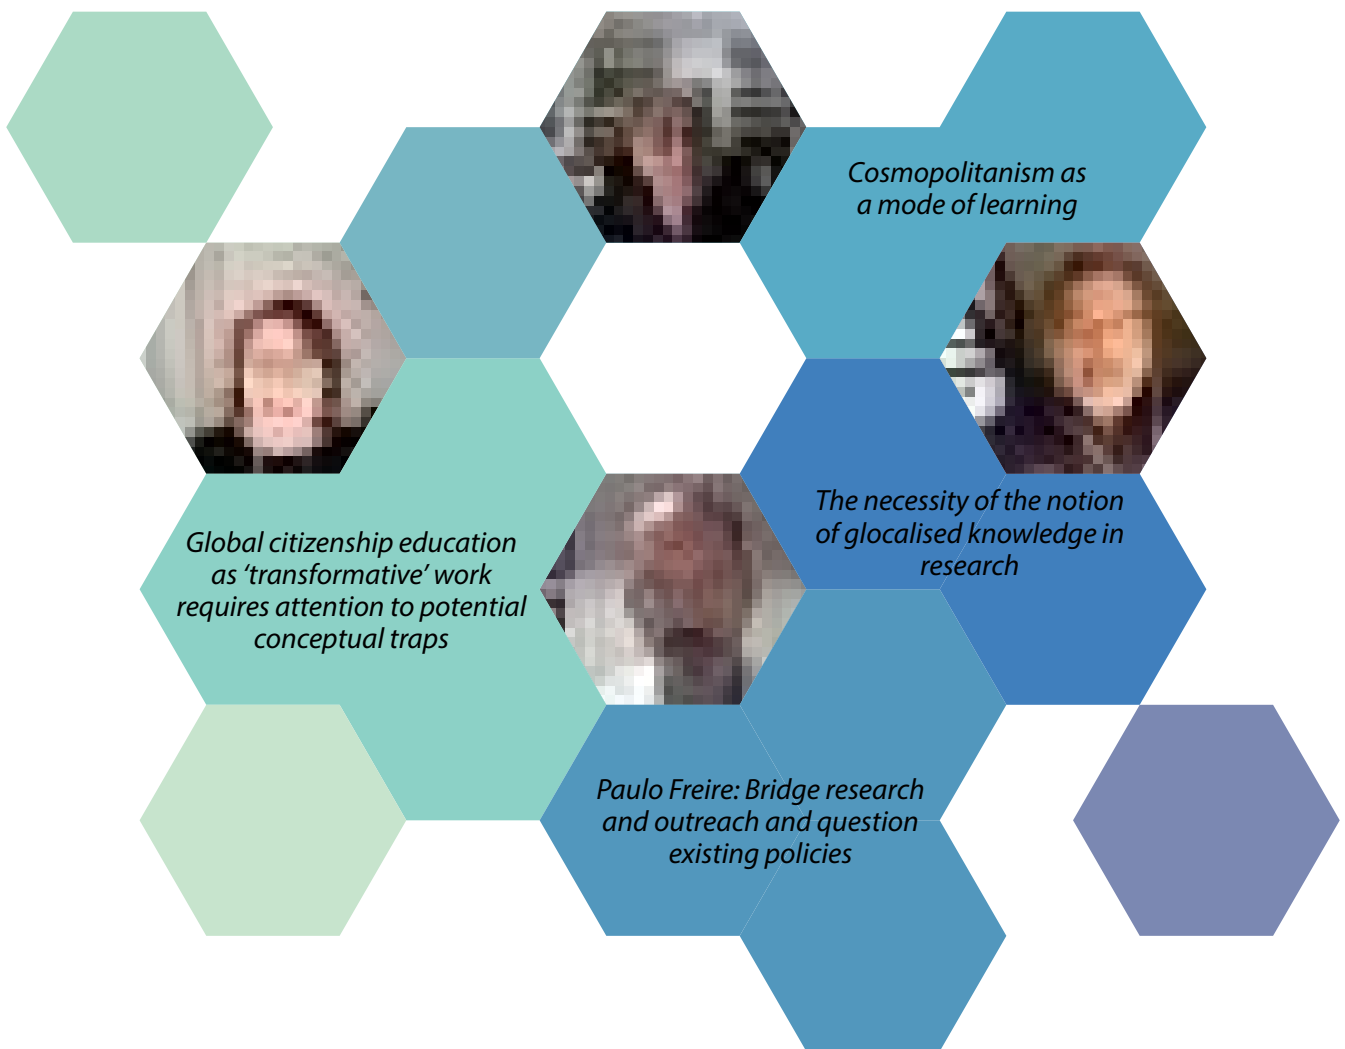 Cosmopolitanism as
a mode of learning
The necessity of the notion
of glocalised knowledge in
research
Global citizenship education
as ‘transformative’ work
requires attention to potential
conceptual traps
Paulo Freire: Bridge research
and outreach and question
existing policies